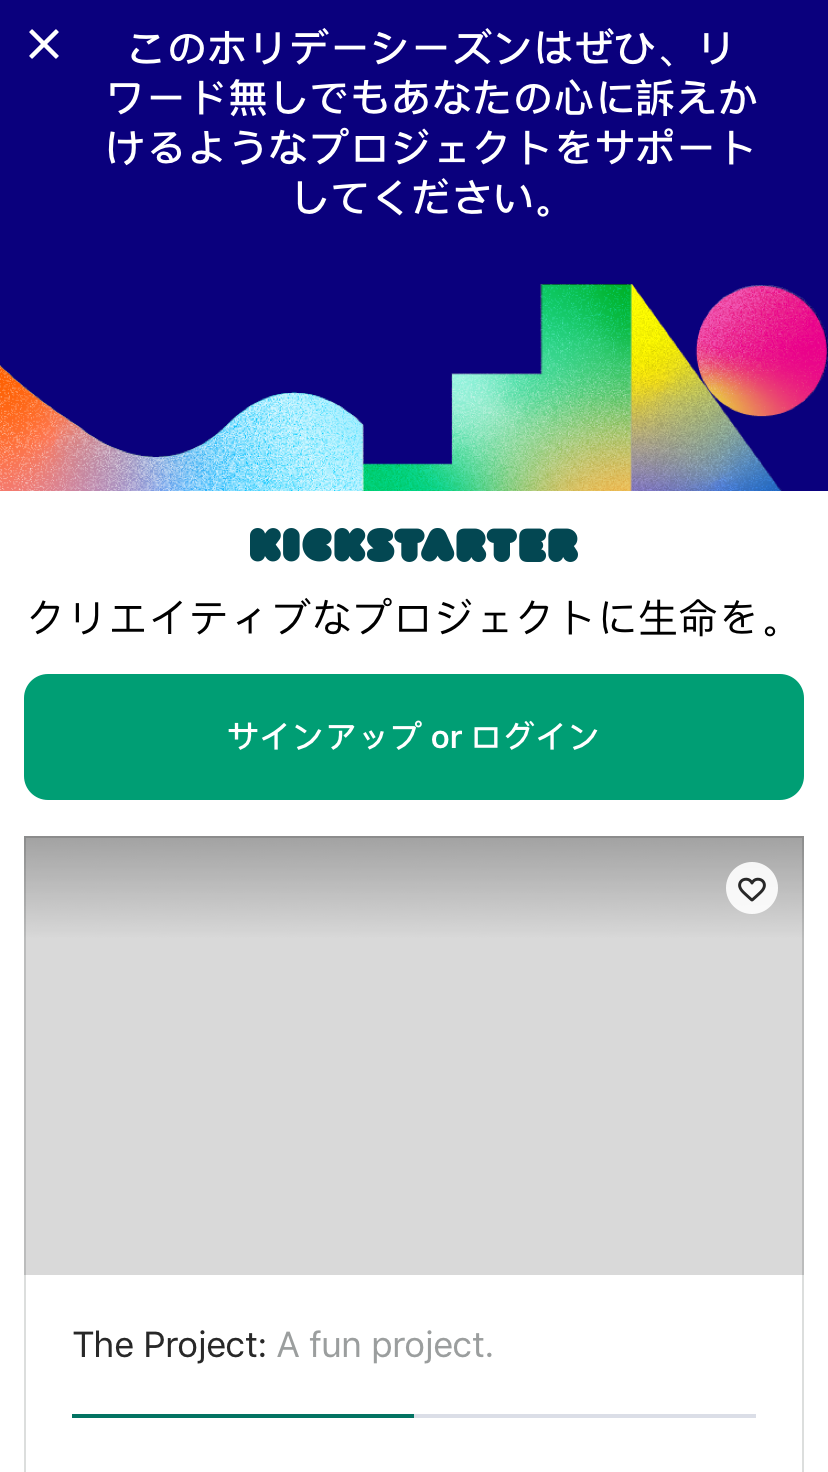 このホリデーシーズンはぜひ、リ
ワード無しでもあなたの心に訴えか
けるようなプロジェクトをサポート
してください。
KICKSTARTER
クリエイティブなプロジェクトに生命を。
サインアップ or ログイン
The Project: A fun project.